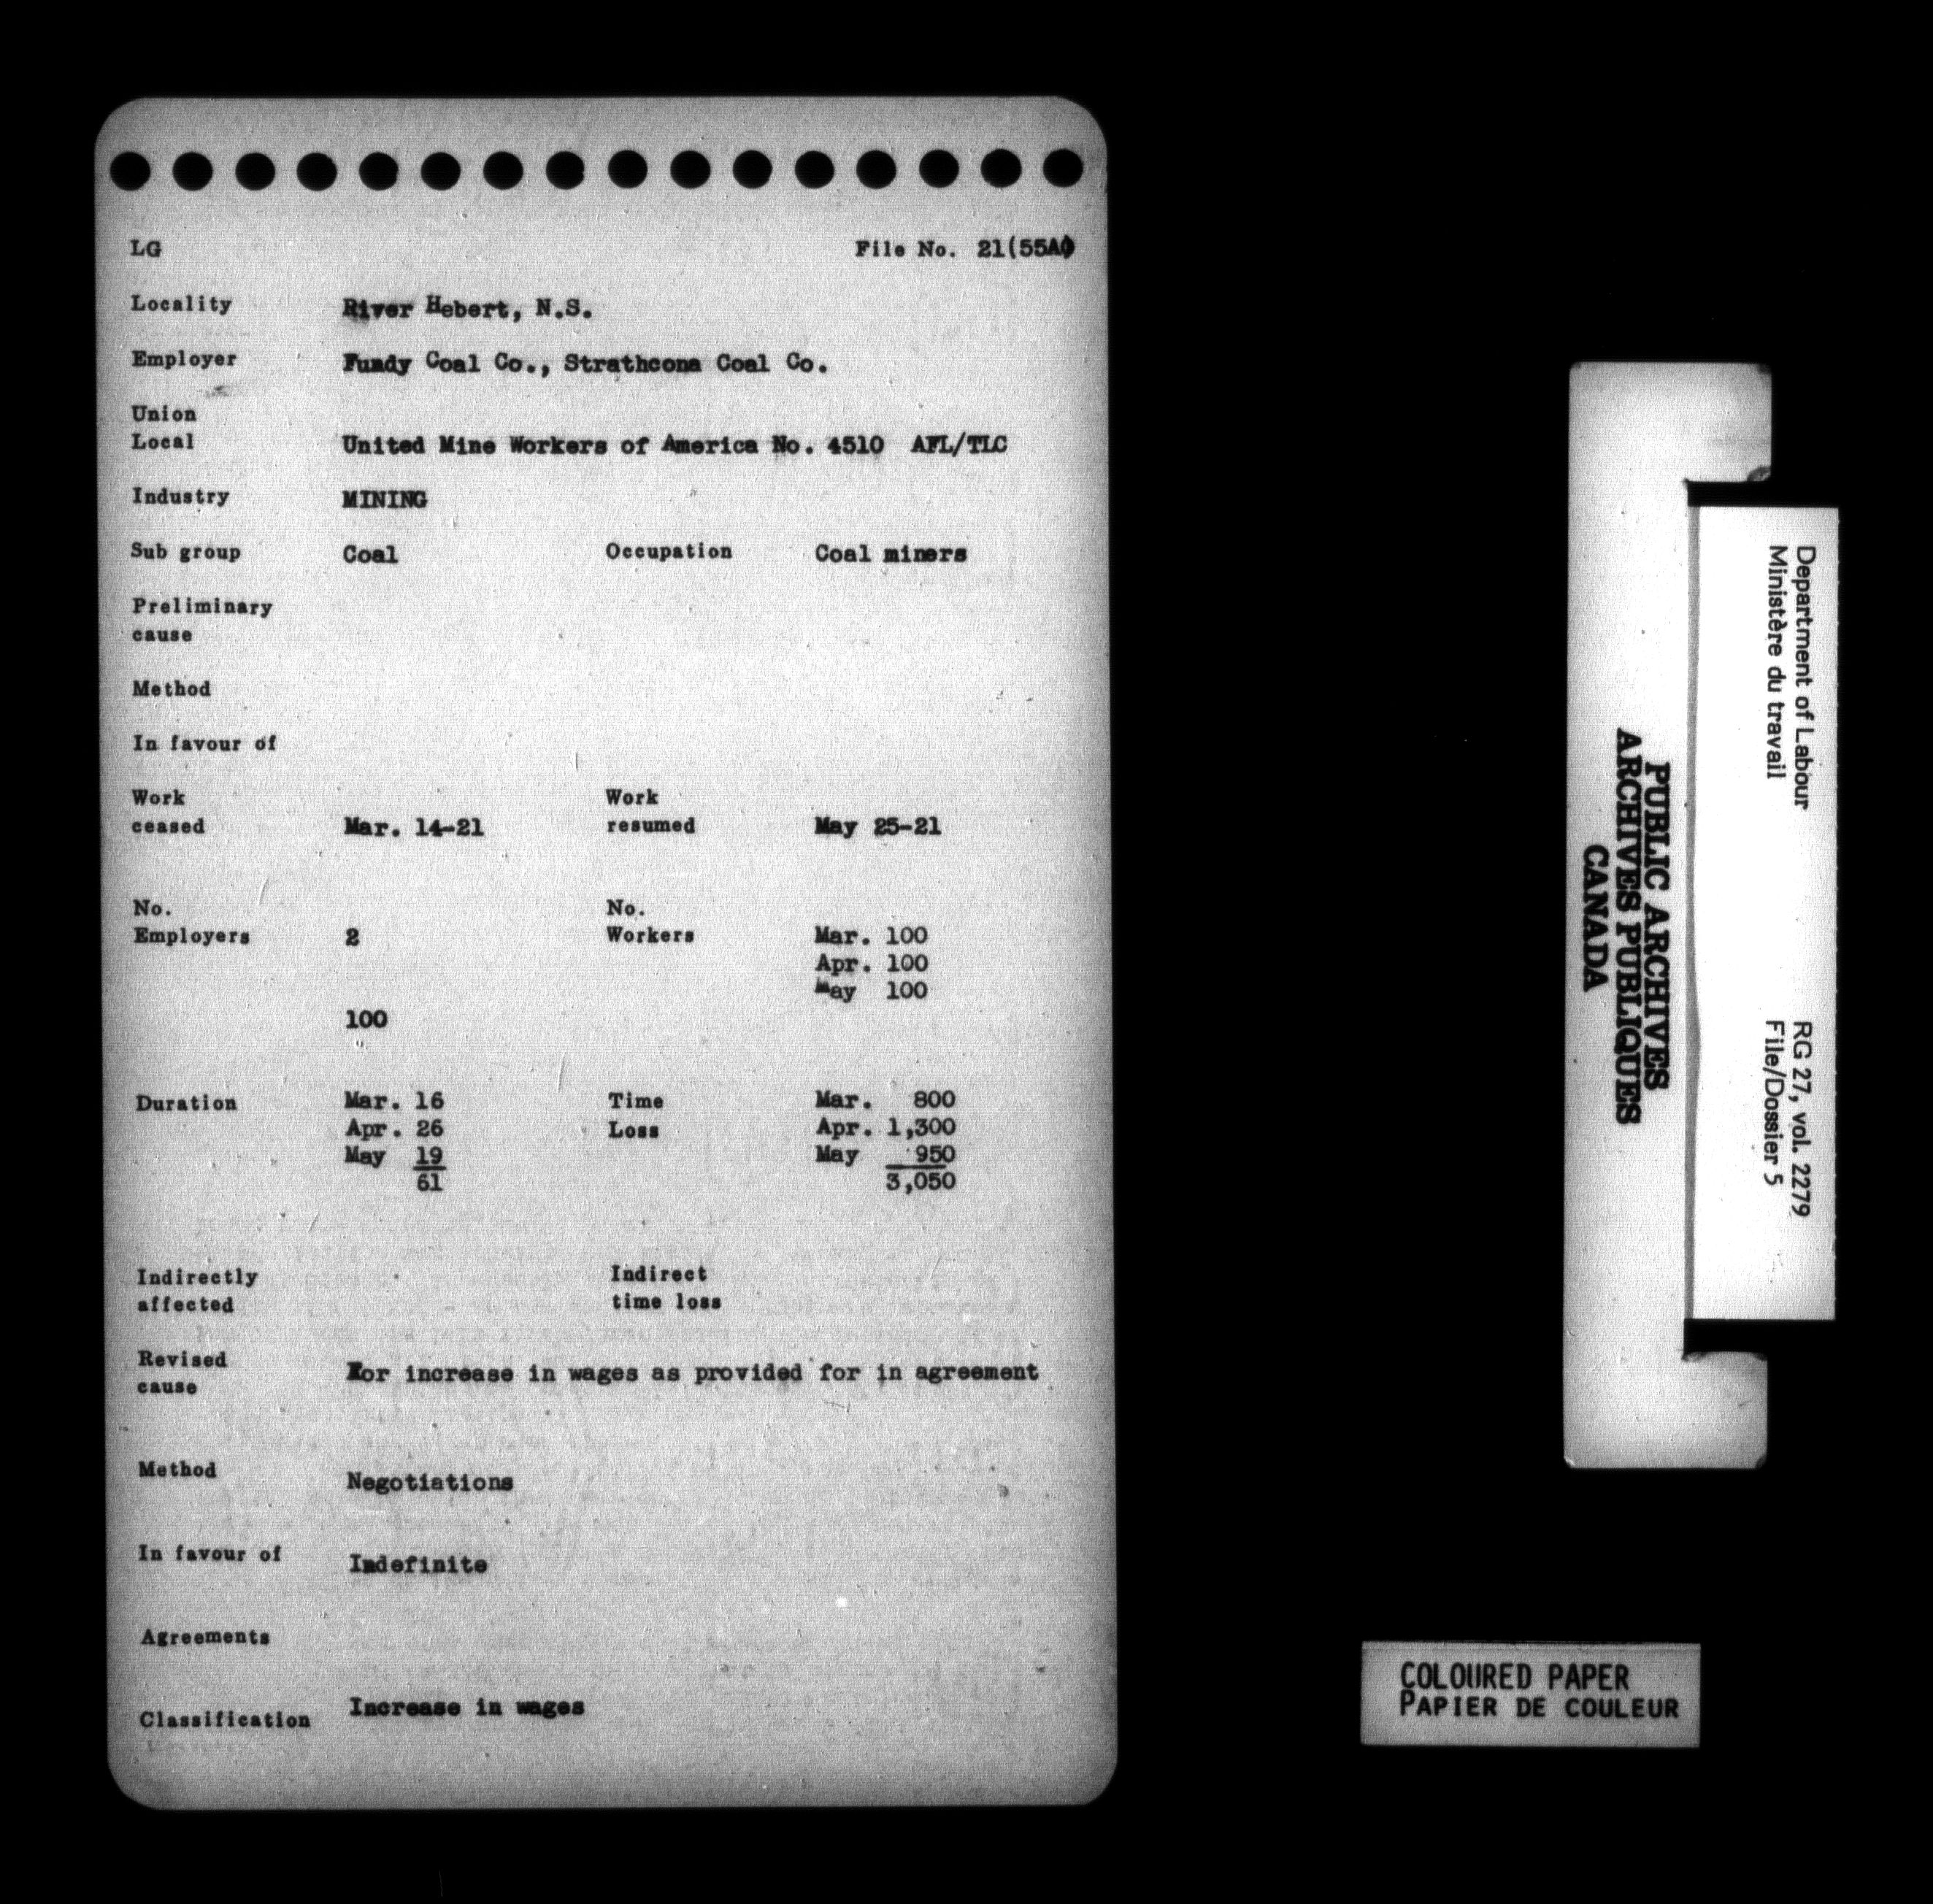 LG File No. 21(55A)
Locality River Hebert, N.S.
Employer Fundy Coal Co., Strathcona Coal Co.
Union
Local United Mine Workers of America No. 4510 AFL/TLC
Industry MINING
Sub group Coal Occupation Coal miners
Preliminary
cause
Method
In favour of
Work Work
ceased Mar. 14-21 resumed May 25-21
No. No.
Employers 2 Workers Mar. 100
Apr. 100
May 100
100
Duration Mar. 16 Time Mar. 800
Apr. 26 Loss Apr. 1,300
May 19 May 950
61 3,050
Indirectly Indirect
affected time loss
Revised
cause For increase in wages as provided for in agreement
Method Negotiations
In favour of Indefinite
Agreements
Classification Increase in wages
Department of Labour
Ministère du travail
RG 27, vol. 2279
File/Dossier 5
PUBLIC ARCHIVES
ARCHIVES PUBLIQUES
CANADA
COLOURED PAPER
PAPIER DE COULEUR